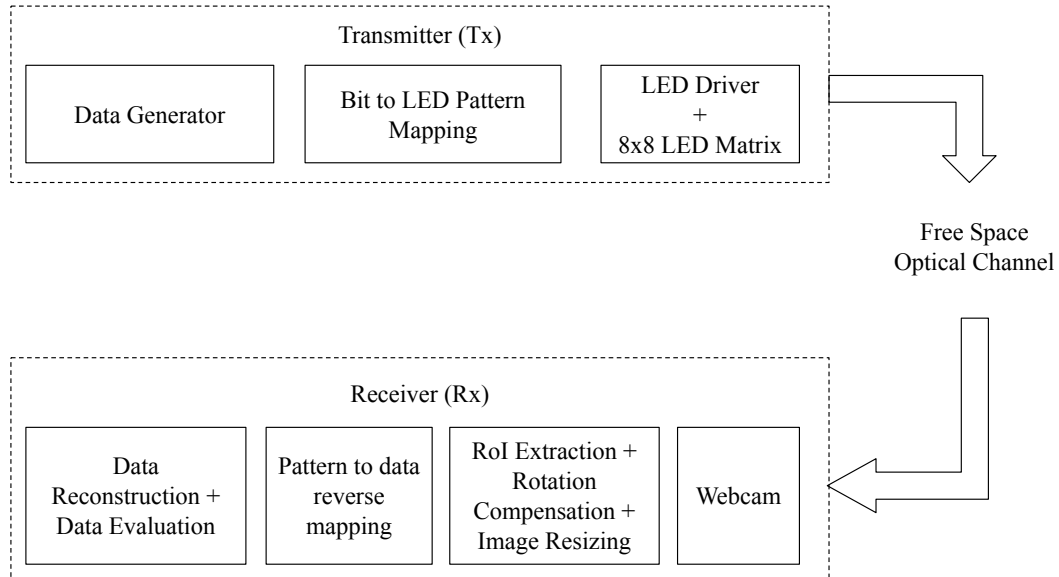 Transmitter (Tx)
Data Generator
Bit to LED Pattern
Mapping
LED Driver
+
8x8 LED Matrix
Free Space
Optical Channel
Receiver (Rx)
Data
Reconstruction +
Data Evaluation
Pattern to data
reverse
mapping
RoI Extraction +
Rotation
Compensation +
Image Resizing
Webcam